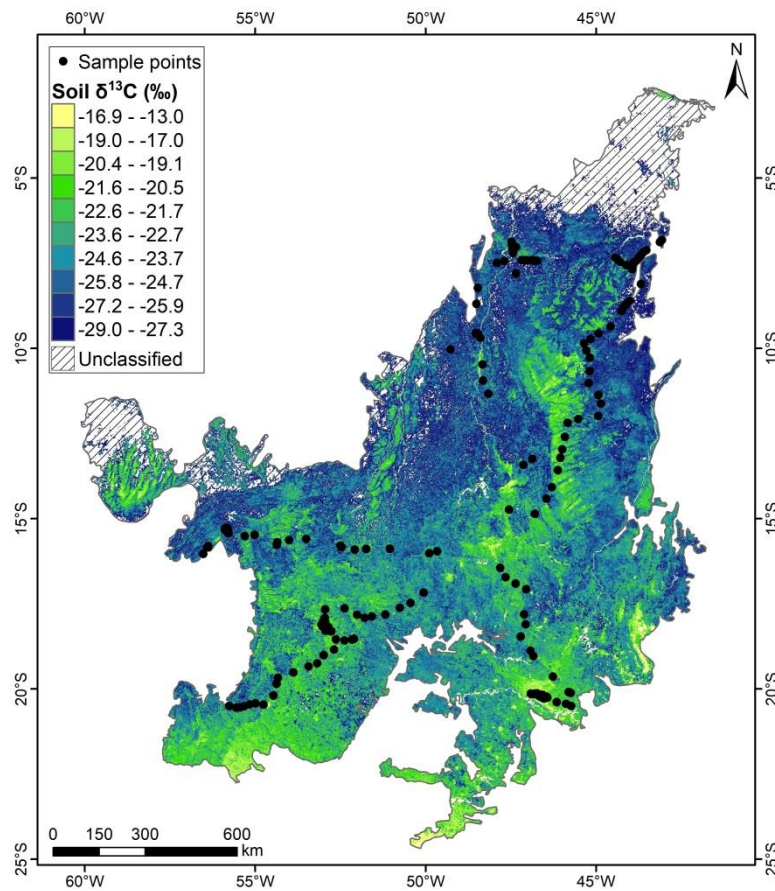 60°W 55°W 50°W 45°W
N
Sample points
Soil δ¹³C (‰)
-16.9 - -13.0
-19.0 - -17.0
-20.4 - -19.1
-21.6 - -20.5
-22.6 - -21.7
-23.6 - -22.7
-24.6 - -23.7
-25.8 - -24.7
-27.2 - -25.9
-29.0 - -27.3
Unclassified
5°S 5°S
10°S 10°S
15°S 15°S
20°S 20°S
0 150 300 600
km
25°S 25°S
60°W 55°W 50°W 45°W